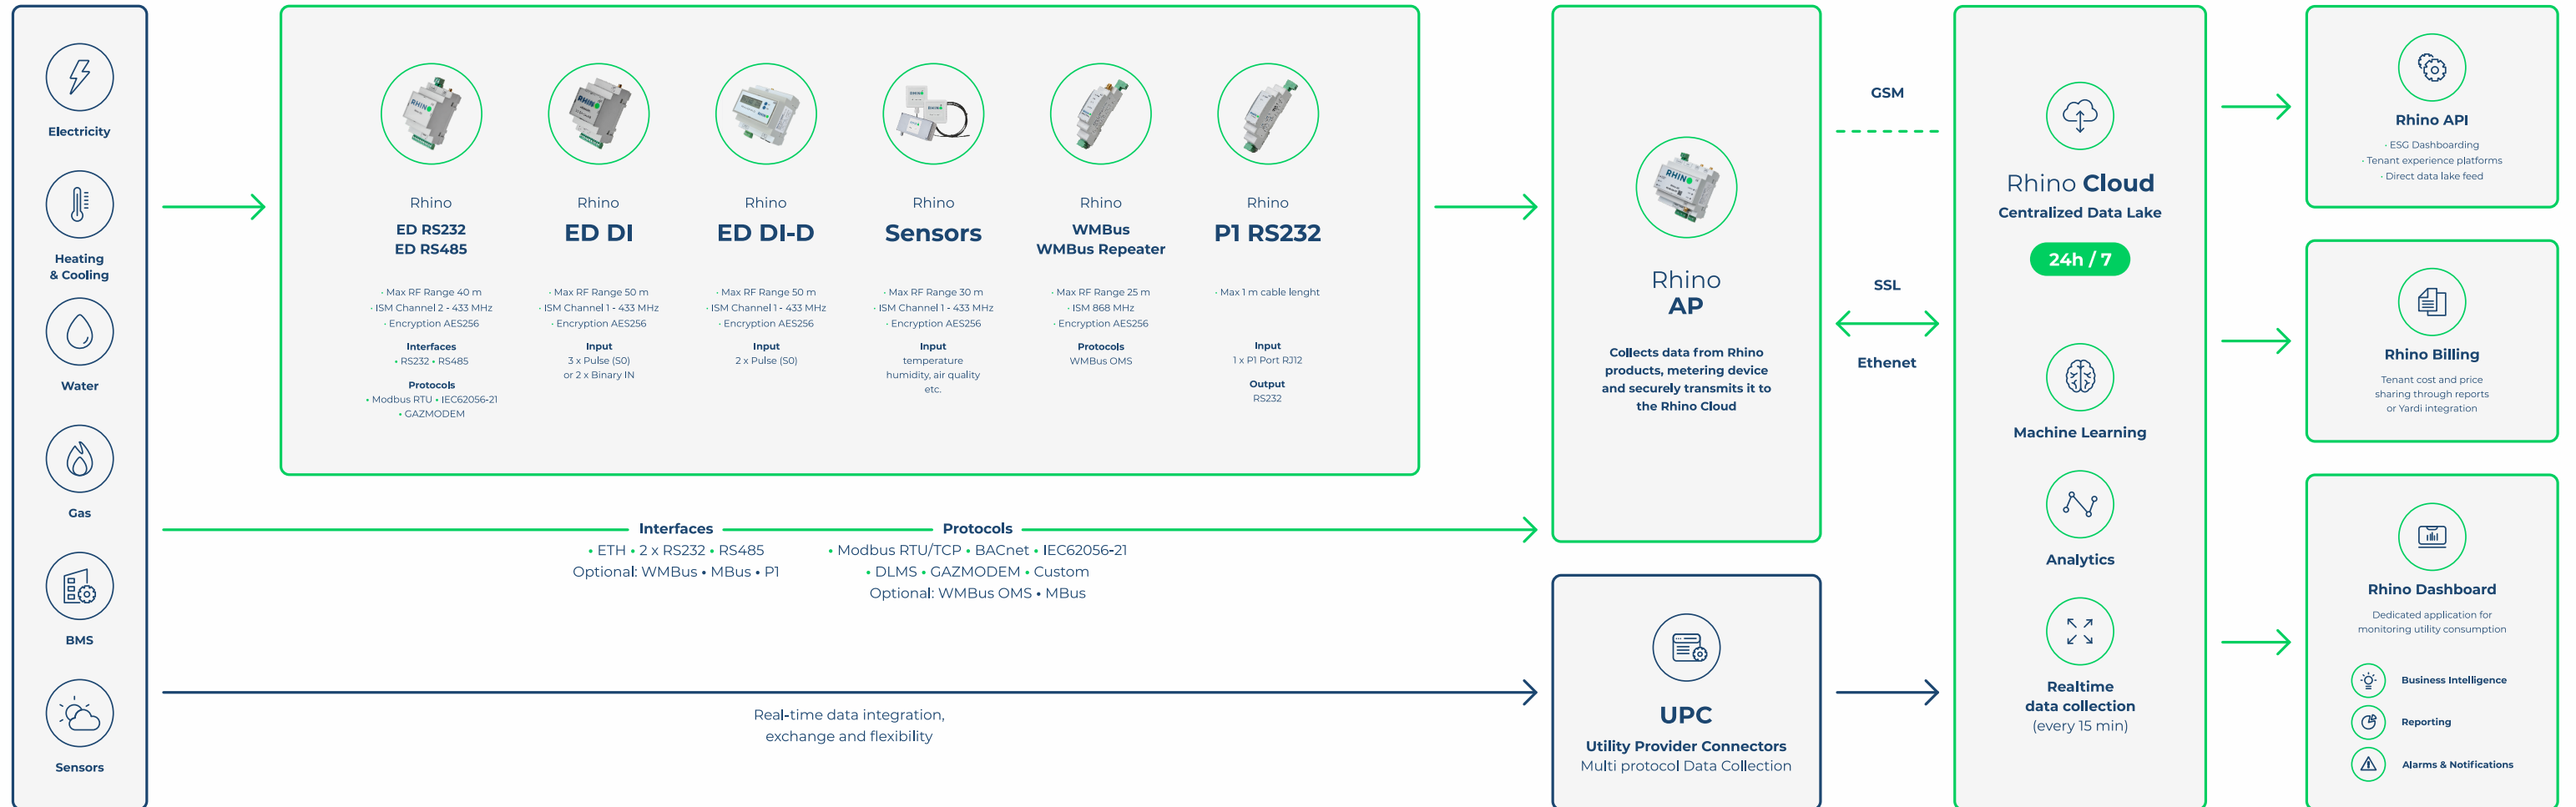 Electricity
Heating
& Cooling
Water
Gas
BMS
Sensors
RHINO
Rhino
ED RS232
ED RS485
· Max RF Range 40 m
· ISM Channel 2 - 433 MHz
· Encryption AES256
Interfaces
• RS232 • RS485
Protocols
• Modbus RTU • IEC62056-21
• GAZMODEM
RHINO
Rhino
ED DI
· Max RF Range 50 m
· ISM Channel 1 - 433 MHz
· Encryption AES256
Input
3 x Pulse (S0)
or 2 x Binary IN
Rhino
ED DI-D
· Max RF Range 50 m
· ISM Channel 1 - 433 MHz
· Encryption AES256
Input
2 x Pulse (S0)
Rhino
Sensors
· Max RF Range 30 m
· ISM Channel 1 - 433 MHz
· Encryption AES256
Input
temperature
humidity, air quality
etc.
Rhino
WMBus
WMBus Repeater
· Max RF Range 25 m
· ISM 868 MHz
· Encryption AES256
Protocols
WMBus OMS
Rhino
P1 RS232
· Max 1 m cable lenght
Input
1 x P1 Port RJ12
Output
RS232
Interfaces
• ETH • 2 x RS232 • RS485
Optional: WMBus • MBus • P1
Protocols
• Modbus RTU/TCP • BACnet • IEC62056-21
• DLMS • GAZMODEM • Custom
Optional: WMBus OMS • MBus
Real-time data integration,
exchange and flexibility
RHINO
Rhino
AP
Collects data from Rhino
products, metering device
and securely transmits it to
the Rhino Cloud
UPC
Utility Provider Connectors
Multi protocol Data Collection
GSM
SSL
Ethenet
Rhino Cloud
Centralized Data Lake
24h / 7
Machine Learning
Analytics
Realtime
data collection
(every 15 min)
Rhino API
· ESG Dashboarding
· Tenant experience platforms
· Direct data lake feed
Rhino Billing
Tenant cost and price
sharing through reports
or Yardi integration
Rhino Dashboard
Dedicated application for
monitoring utility consumption
Business Intelligence
Reporting
Alarms & Notifications